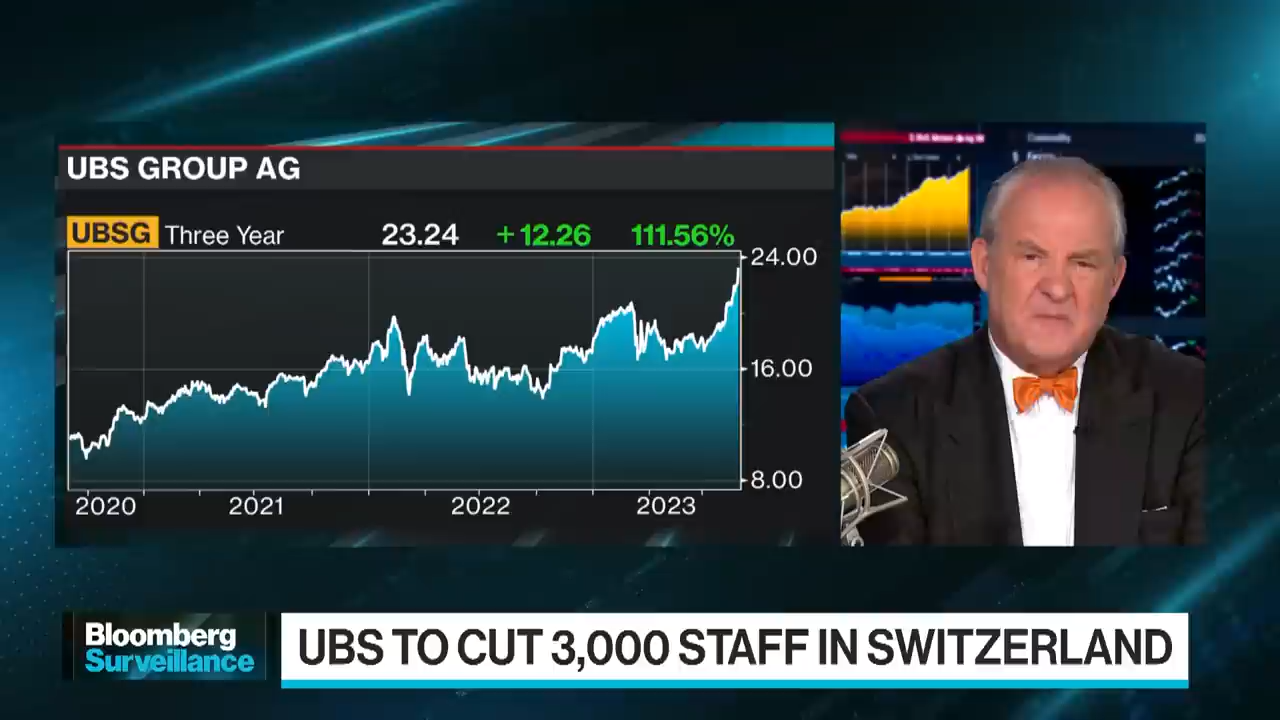 UBS GROUP AG
UBSG Three Year 23.24 +12.26 111.56%
24.00
16.00
8.00
2020 2021 2022 2023
Commodity
Bloomberg
Surveillance
UBS TO CUT 3,000 STAFF IN SWITZERLAND